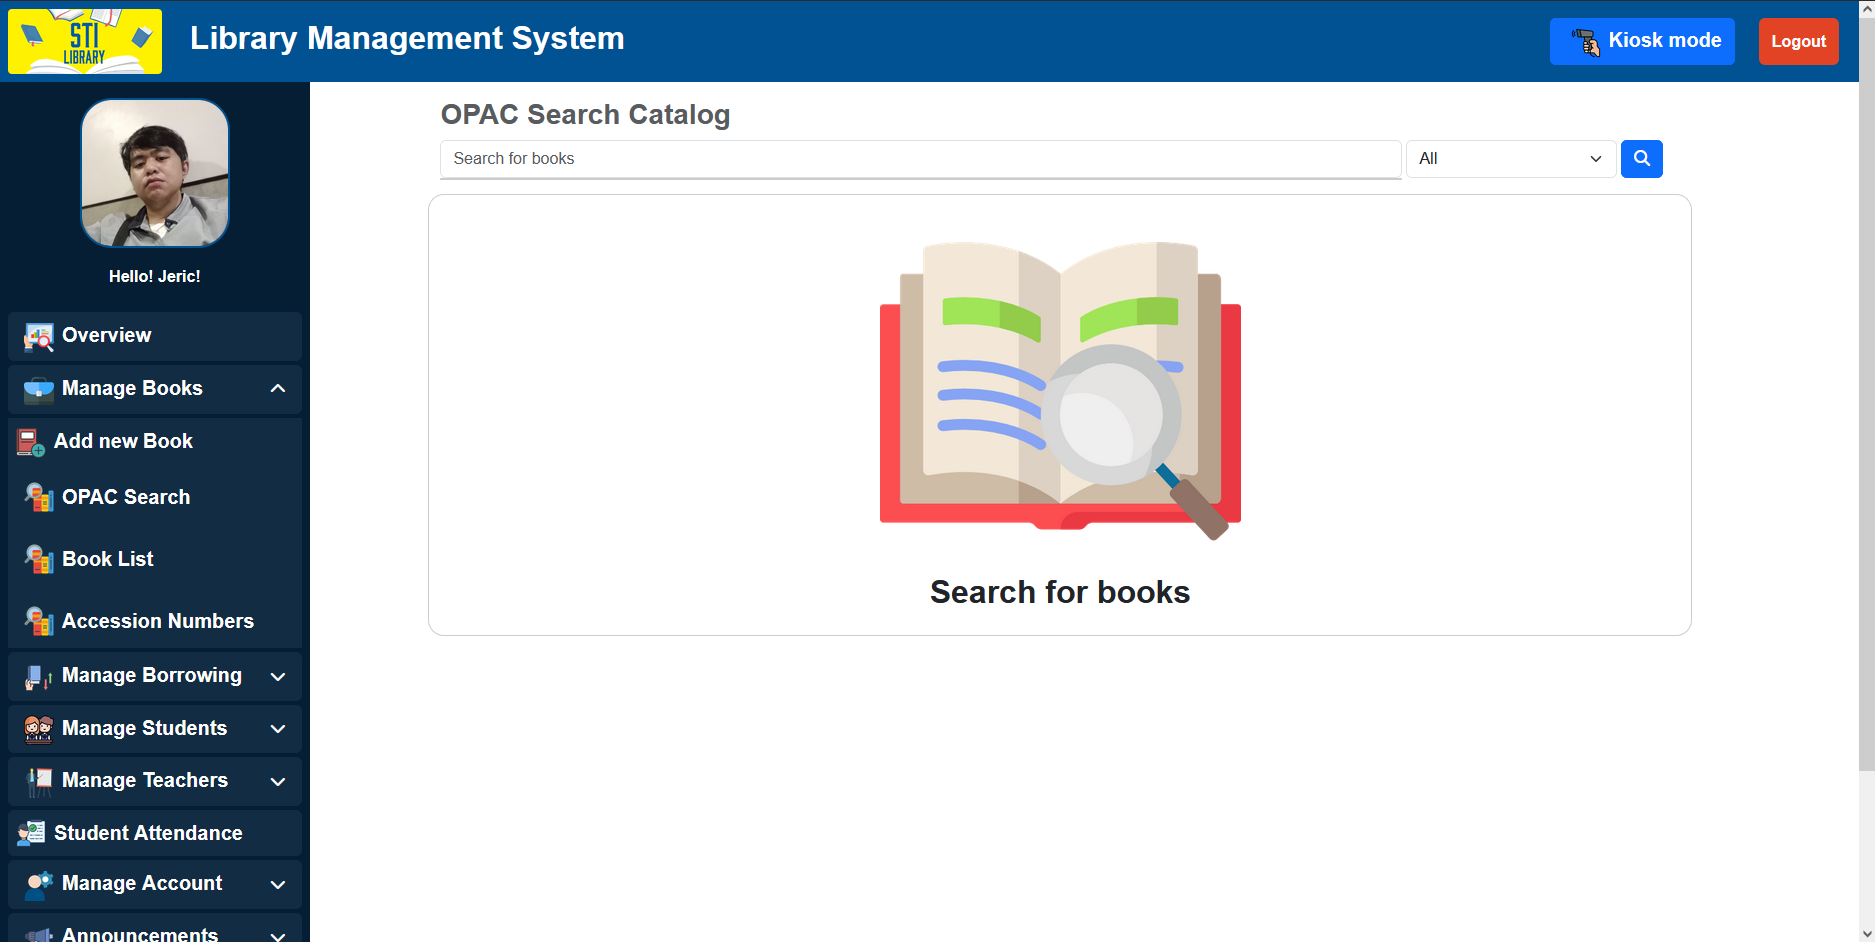 STI
LIBRARY
Library Management System
Kiosk mode
Logout
Hello! Jeric!
Overview
Manage Books
Add new Book
OPAC Search
Book List
Accession Numbers
Manage Borrowing
Manage Students
Manage Teachers
Student Attendance
Manage Account
Announcements
OPAC Search Catalog
Search for books
All
Search for books